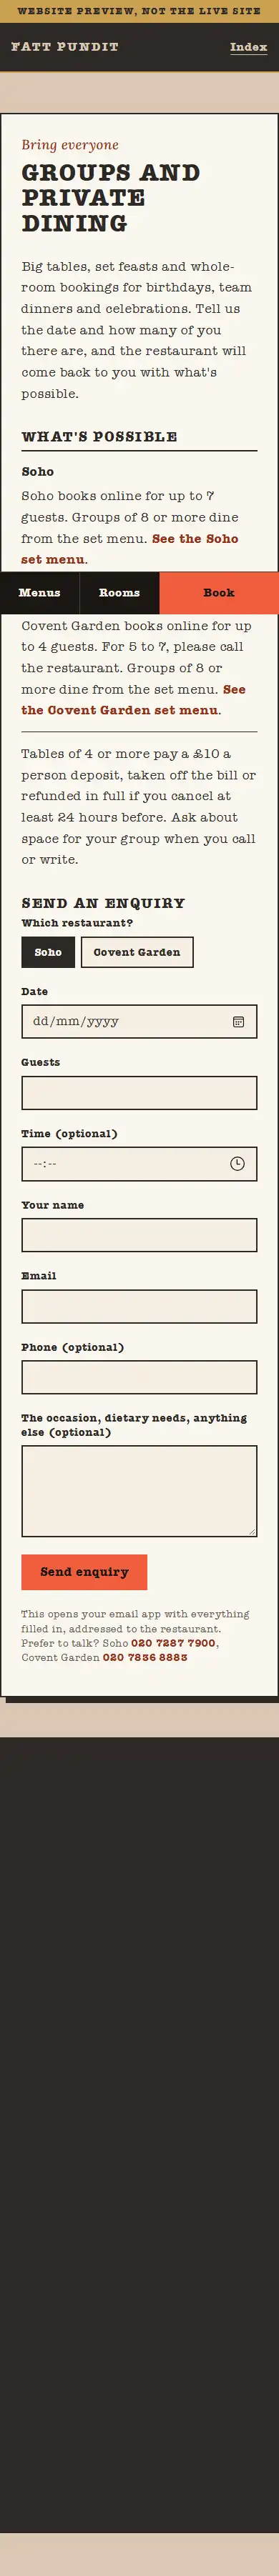 WEBSITE PREVIEW, NOT THE LIVE SITE
FATT PUNDIT
Index
Bring everyone
GROUPS AND
PRIVATE
DINING
Big tables, set feasts and whole-
room bookings for birthdays, team
dinners and celebrations. Tell us
the date and how many of you
there are, and the restaurant will
come back to you with what's
possible.
WHAT'S POSSIBLE
Soho
Soho books online for up to 7
guests. Groups of 8 or more dine
from the set menu. See the Soho
set menu.
Menus
Rooms
Book
Covent Garden books online for up
to 4 guests. For 5 to 7, please call
the restaurant. Groups of 8 or
more dine from the set menu. See
the Covent Garden set menu.
Tables of 4 or more pay a £10 a
person deposit, taken off the bill or
refunded in full if you cancel at
least 24 hours before. Ask about
space for your group when you call
or write.
SEND AN ENQUIRY
Which restaurant?
Soho
Covent Garden
Date
dd/mm/yyyy
Guests
Time (optional)
--:--
Your name
Email
Phone (optional)
The occasion, dietary needs, anything
else (optional)
Send enquiry
This opens your email app with everything
filled in, addressed to the restaurant.
Prefer to talk? Soho 020 7287 7900,
Covent Garden 020 7836 8883